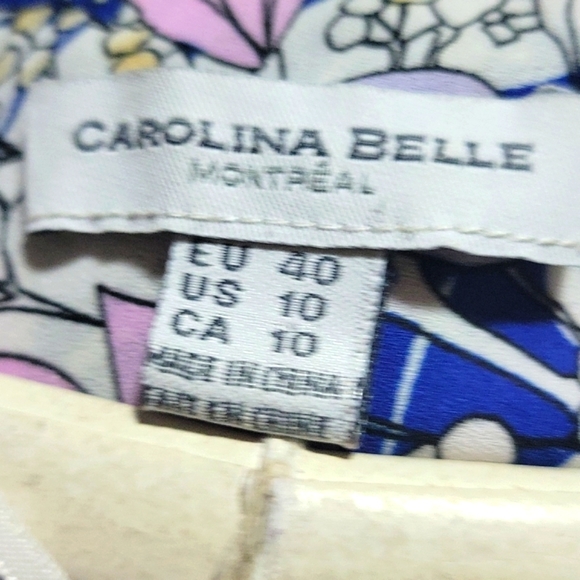 CAROLINA BELLE
MONTRÉAL
EU 40
US 10
CA 10
MADE IN CHINA